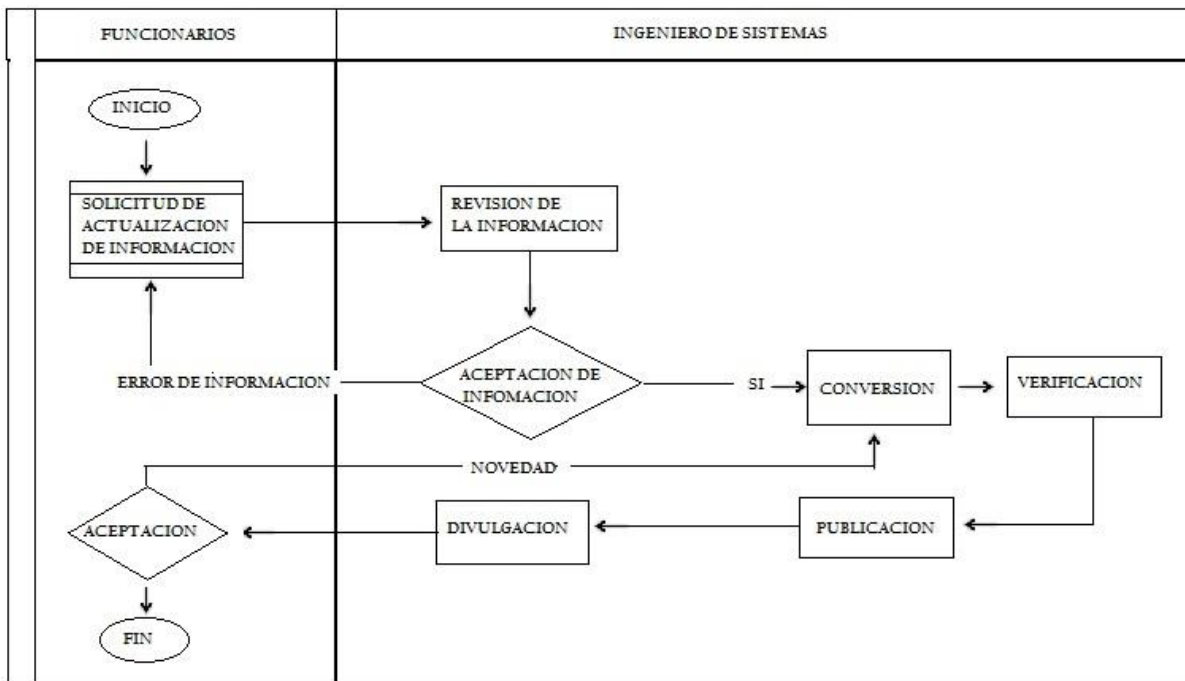 FUNCIONARIOS
INGENIERO DE SISTEMAS
INICIO
SOLICITUD DE
ACTUALIZACION
DE INFORMACION
REVISION DE
LA INFORMACION
ERROR DE INFORMACION
ACEPTACION DE
INFOMACION
SI
CONVERSION
VERIFICACION
NOVEDAD
ACEPTACION
DIVULGACION
PUBLICACION
FIN